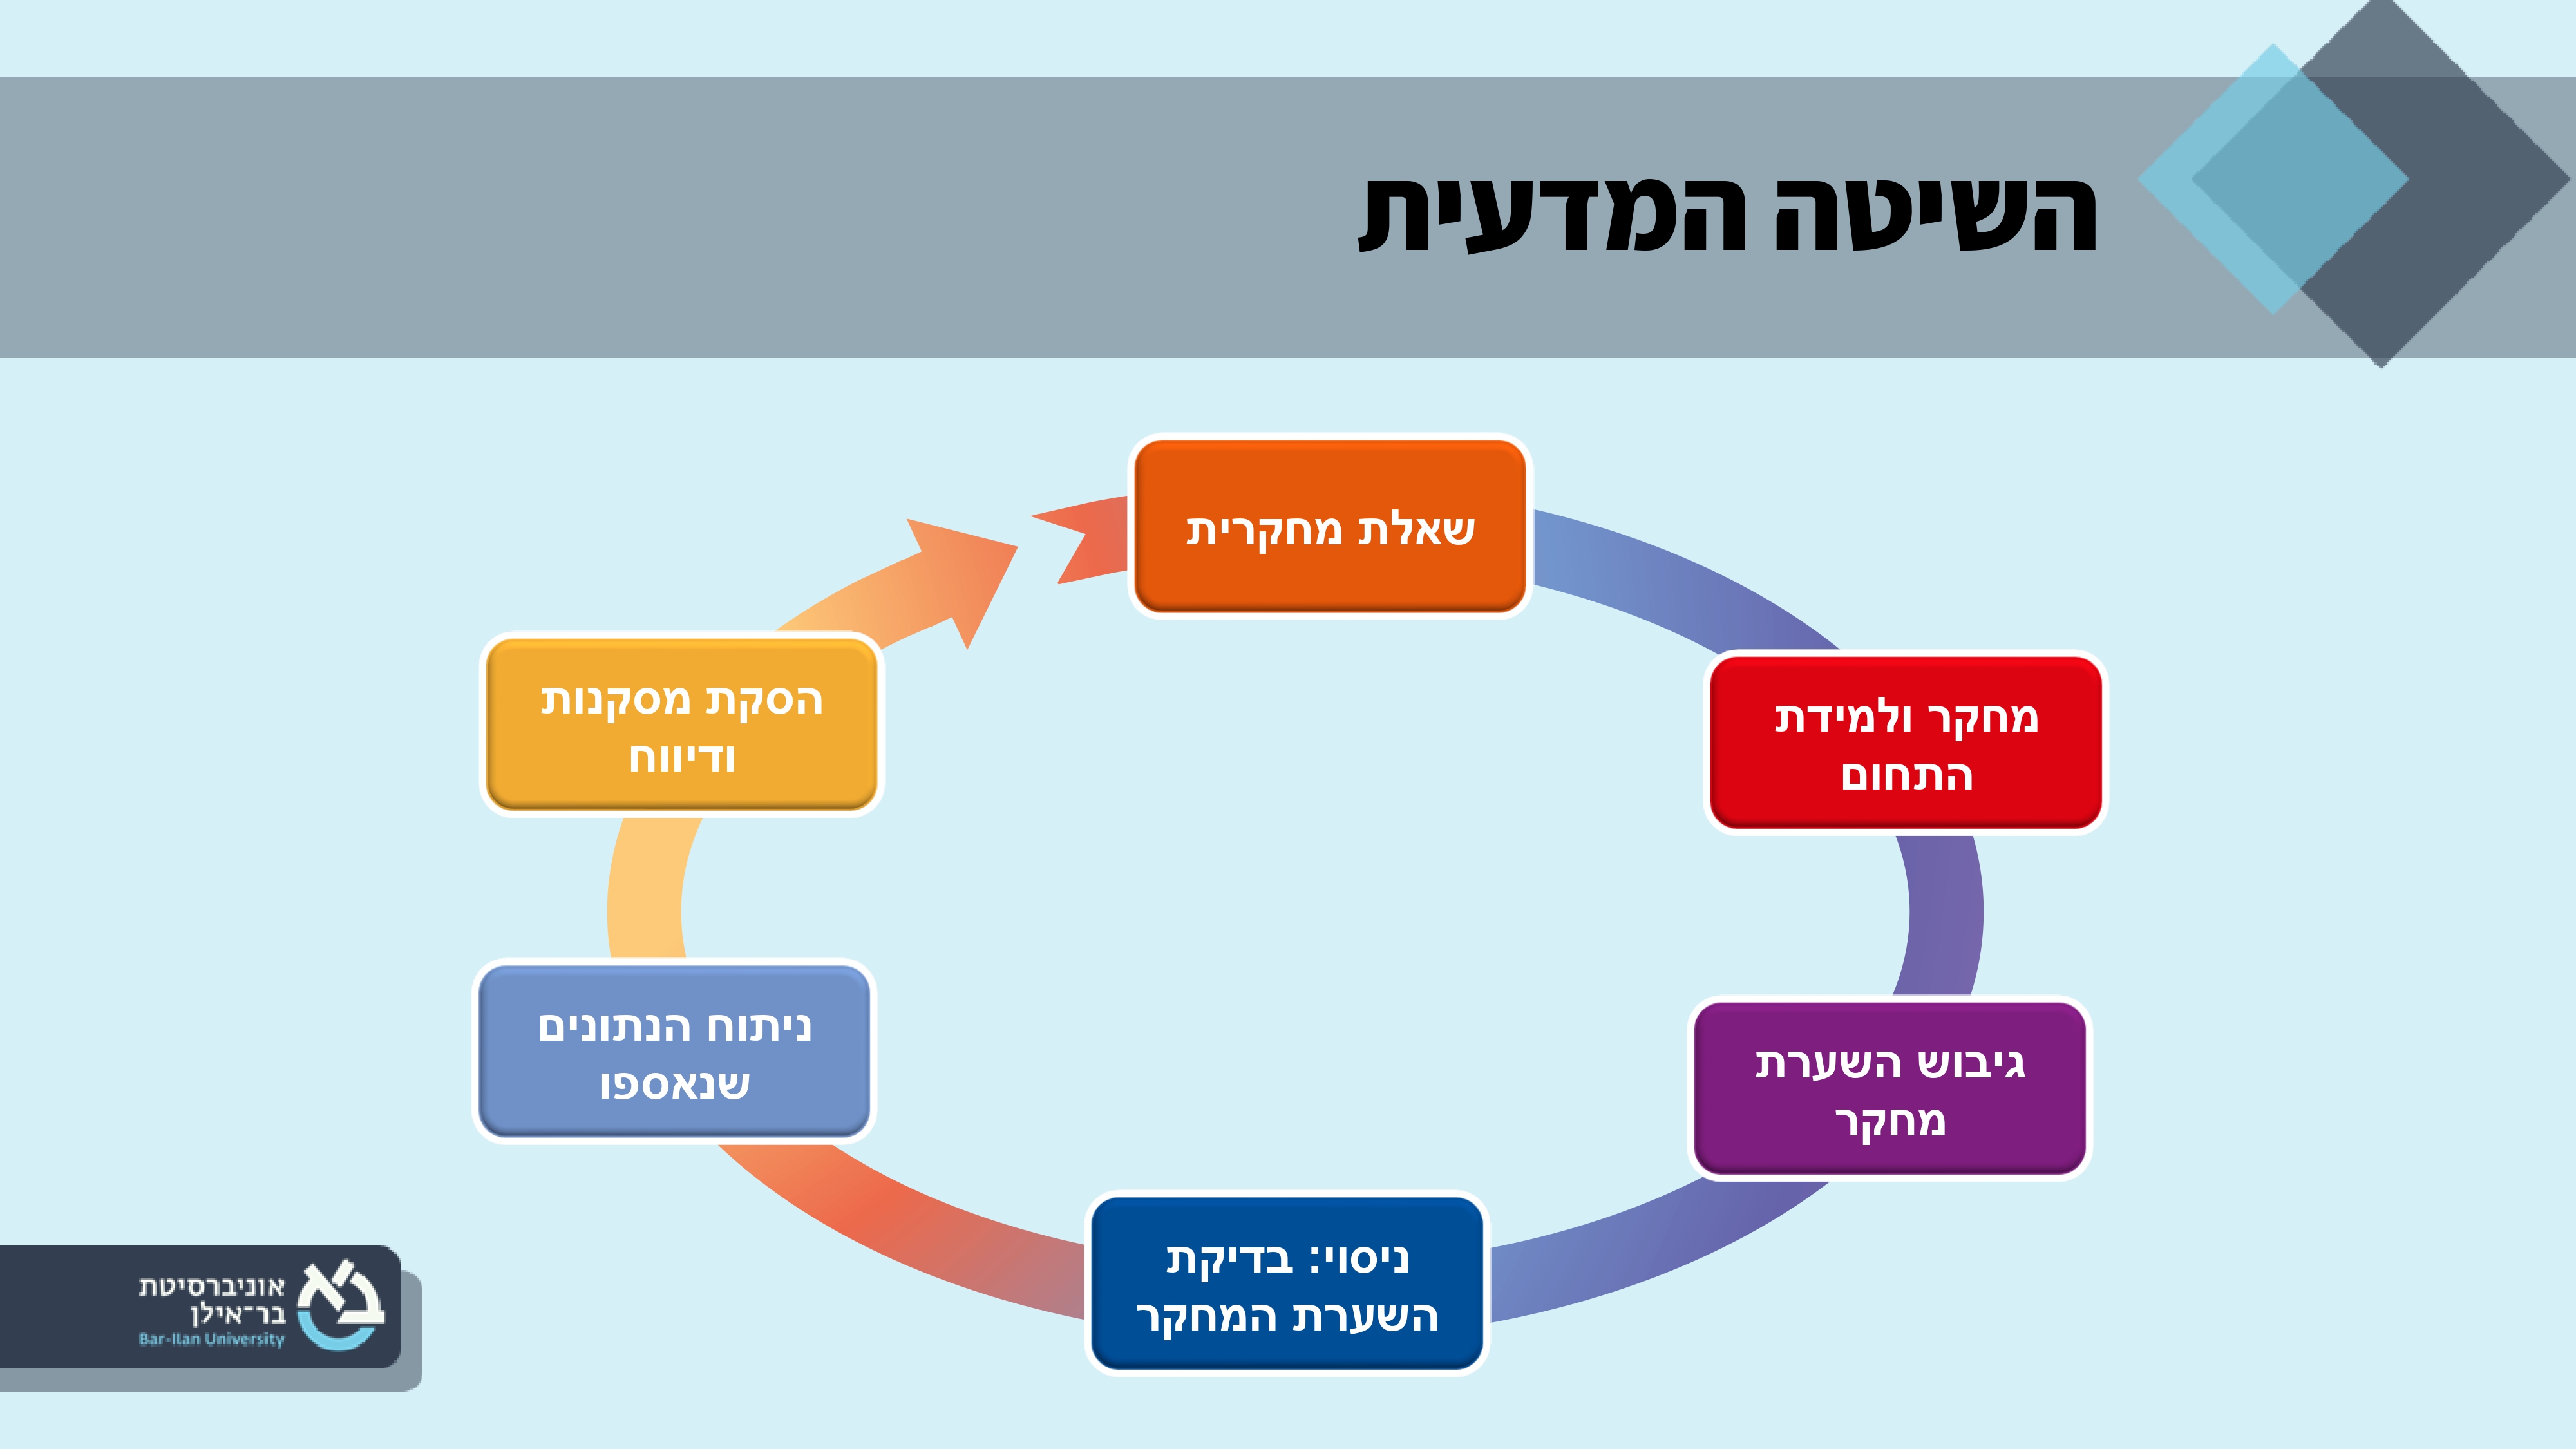 השיטה המדעית
שאלת מחקרית
מחקר ולמידת
התחום
גיבוש השערת
מחקר
ניסוי: בדיקת
השערת המחקר
ניתוח הנתונים
שנאספו
הסקת מסקנות
ודיווח
אוניברסיטת
בר־אילן
Bar-Ilan University